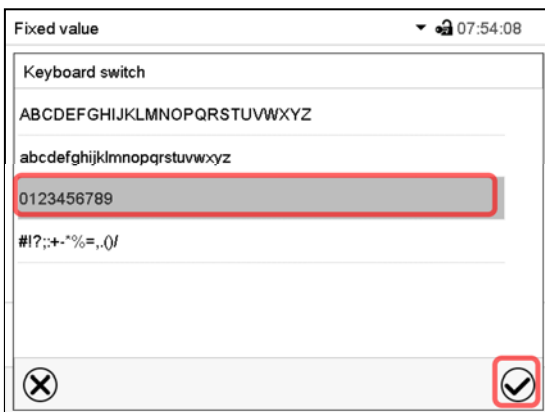 Fixed value 07:54:08
Keyboard switch
ABCDEFGHIJKLMNOPQRSTUVWXYZ
abcdefghijklmnopqrstuvwxyz
0123456789
#!?;:+-*%=,.()/